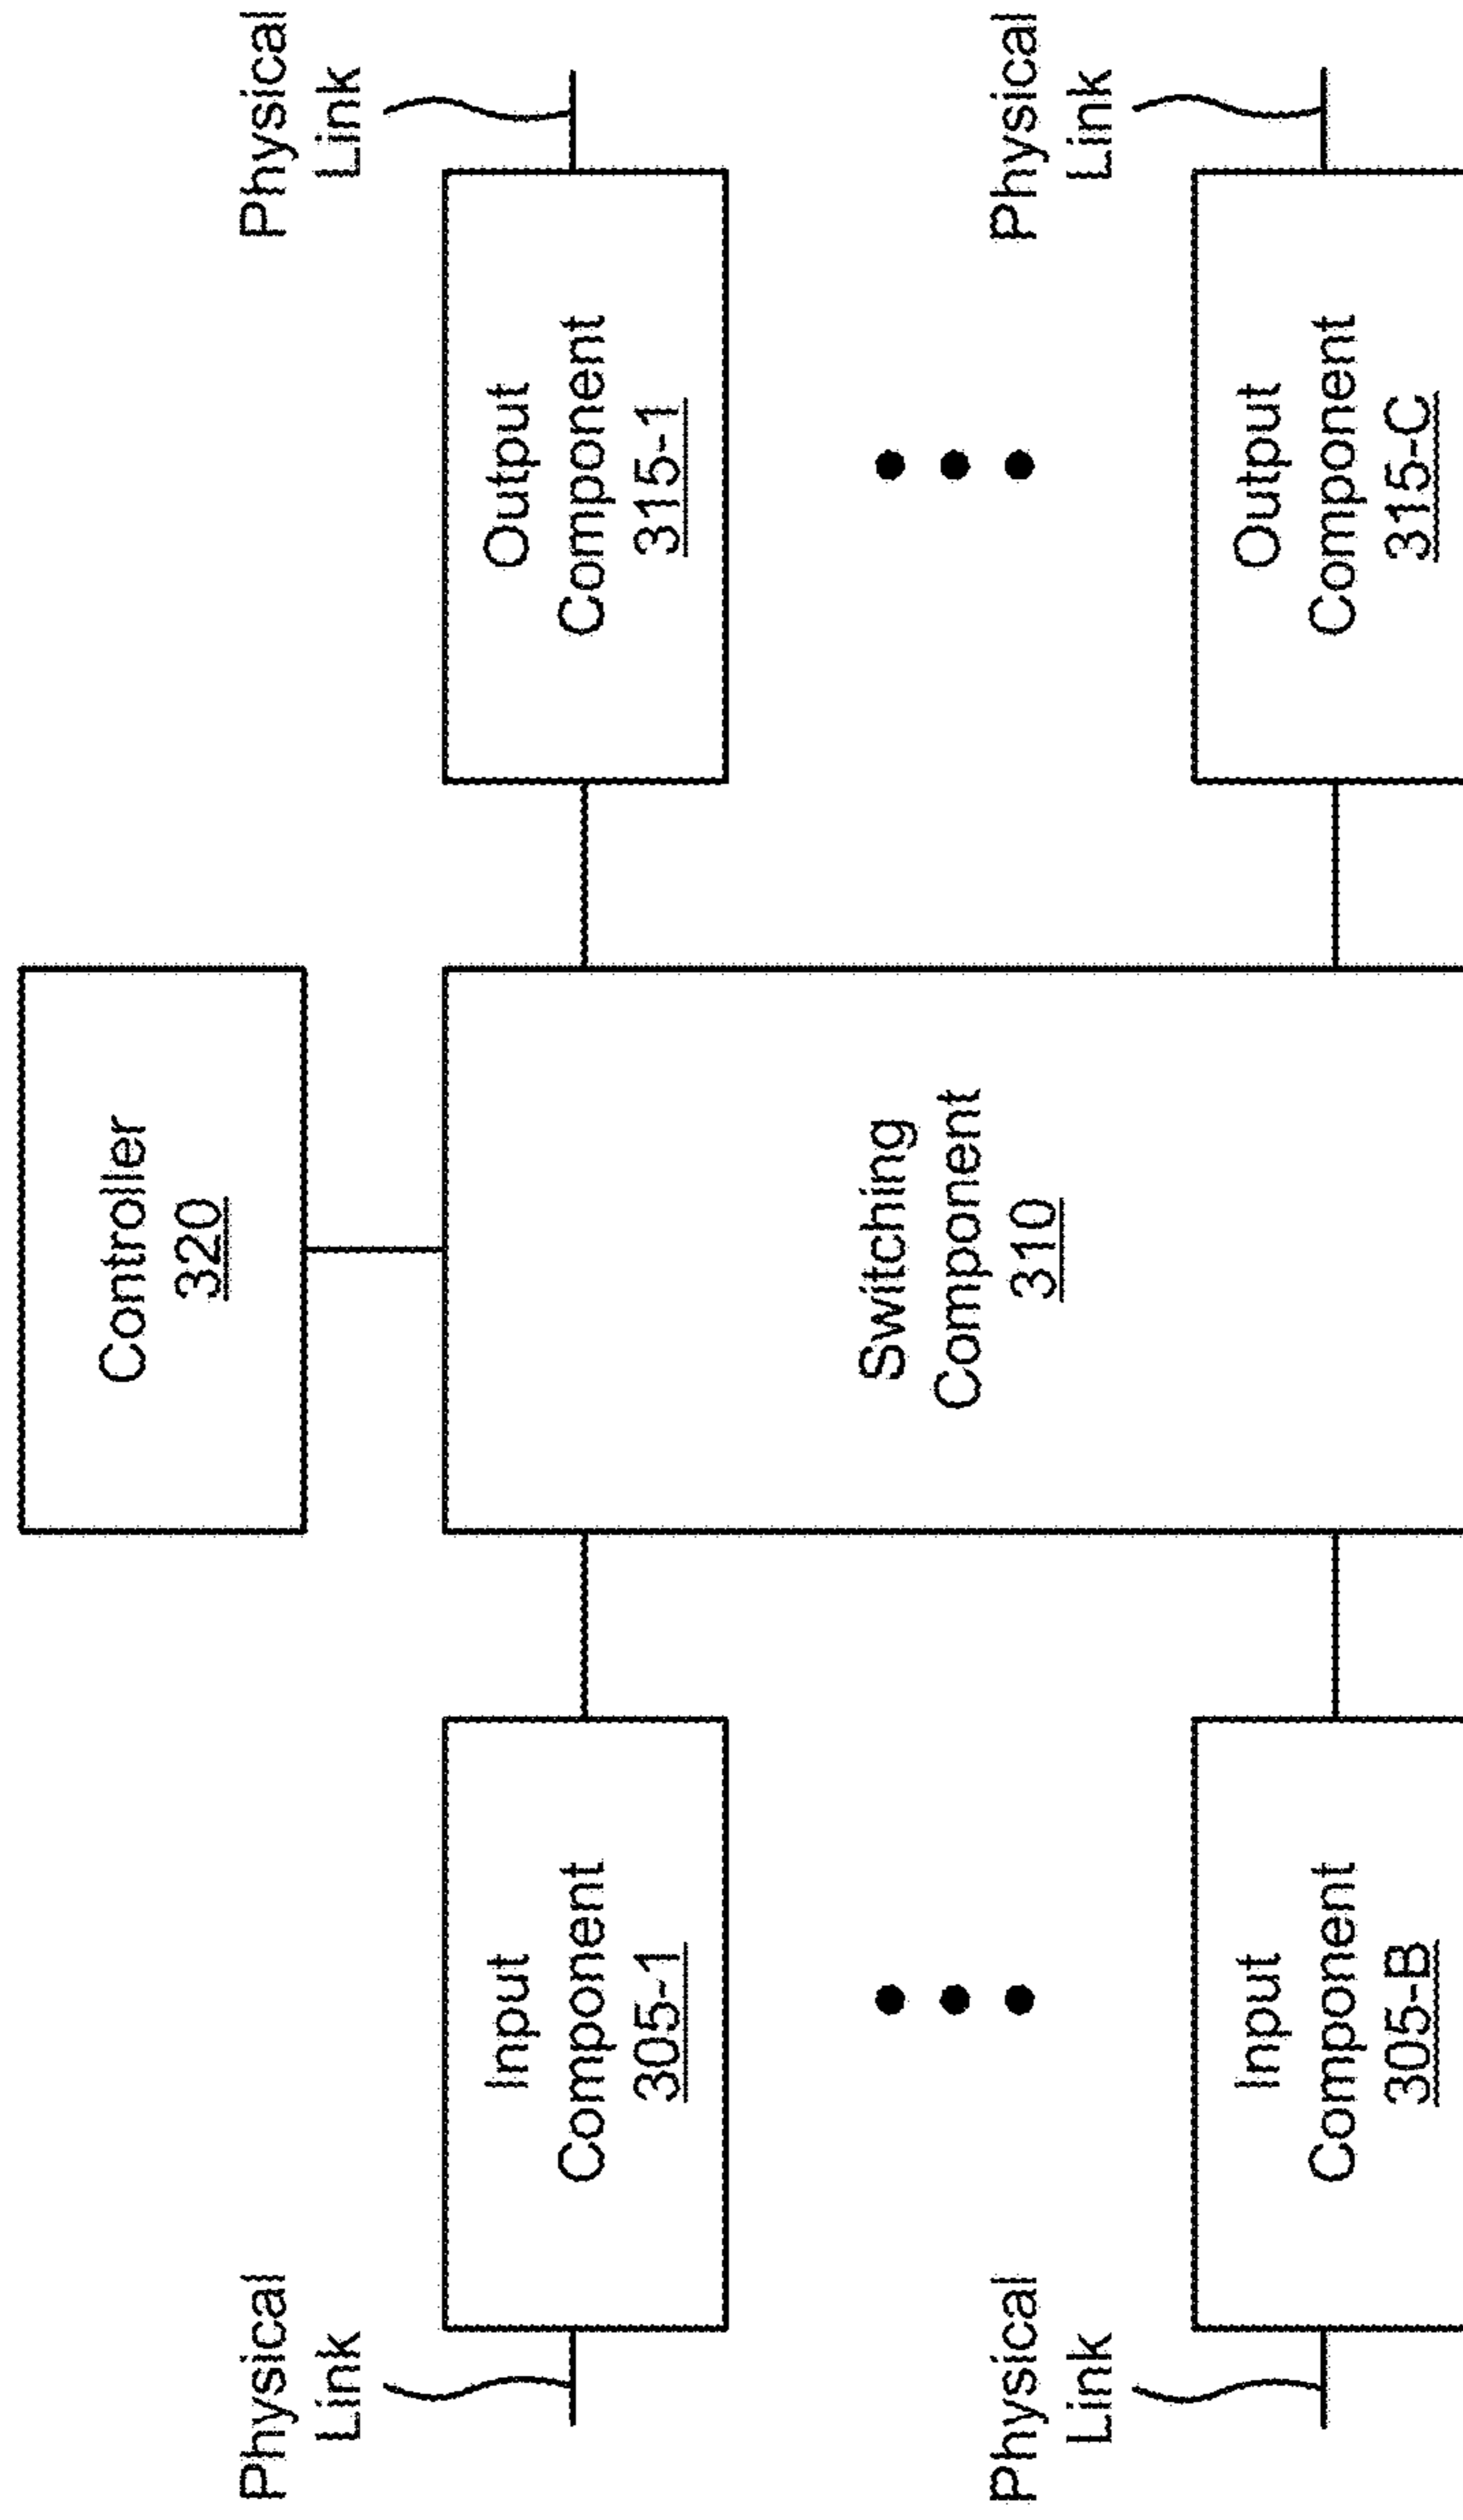 Controller
320
Physical
Link
Input
Component
305-1
Switching
Component
310
Output
Component
315-1
Physical
Link
Physical
Link
Input
Component
305-B
Output
Component
315-C
Physical
Link